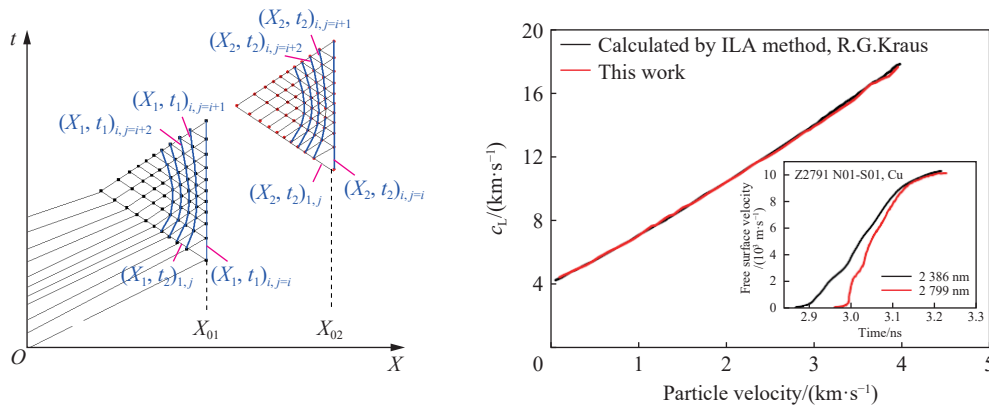 t
(X₂, t₂)ᵢ,ⱼ₌ᵢ₊₁
(X₂, t₂)ᵢ,ⱼ₌ᵢ₊₂
(X₁, t₁)ᵢ,ⱼ₌ᵢ₊₁
(X₁, t₁)ᵢ,ⱼ₌ᵢ₊₂
(X₂, t₂)₁,ⱼ
(X₂, t₂)ᵢ,ⱼ₌ᵢ
(X₁, t₂)₁,ⱼ
(X₁, t₁)ᵢ,ⱼ₌ᵢ
X₀₁
X₀₂
O
X
20
16
12
8
4
0
1
2
3
4
5
c_L/(km·s⁻¹)
Particle velocity/(km·s⁻¹)
Calculated by ILA method, R.G.Kraus
This work
Z2791 N01-S01, Cu
10
8
6
4
2
0
2.9
3.0
3.1
3.2
3.3
Free surface velocity
/(10³ m·s⁻¹)
2 386 nm
2 799 nm
Time/ns